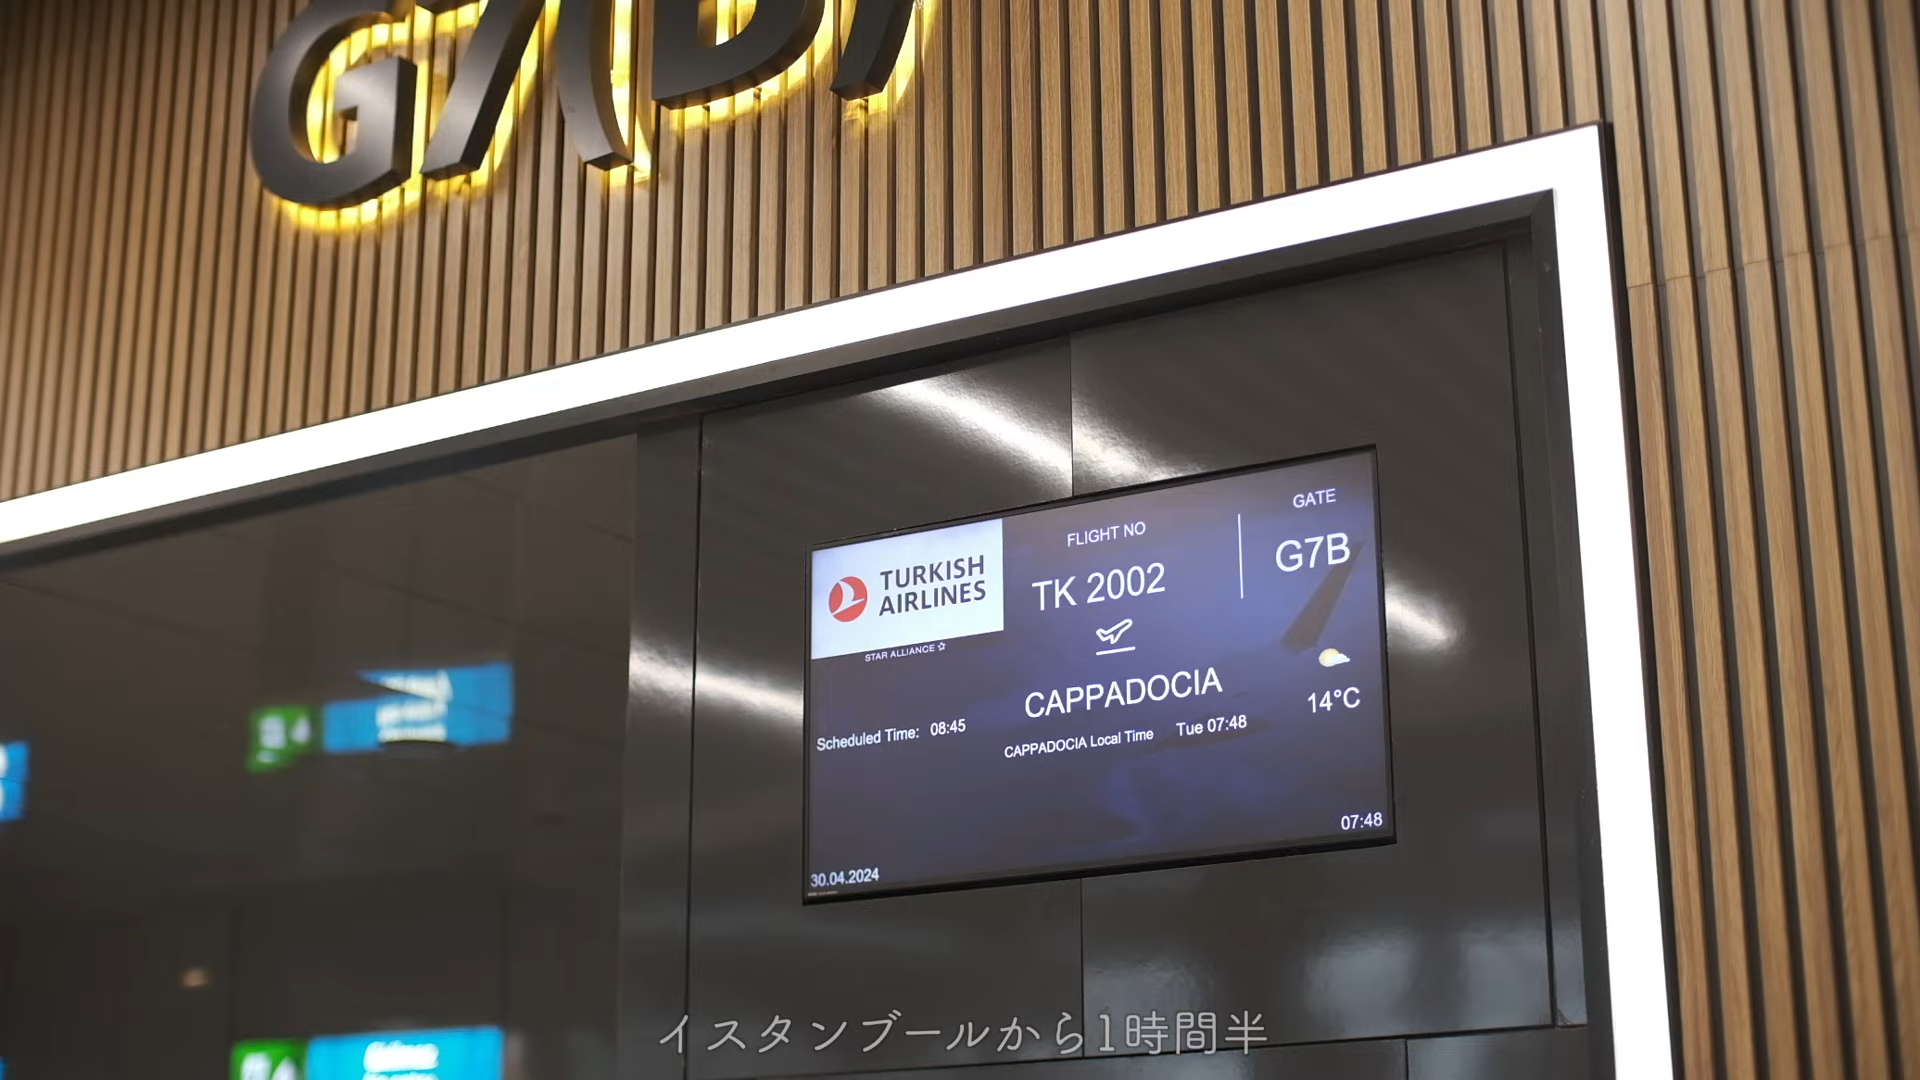 G7(B)
GATE
G7B
FLIGHT NO
TK 2002
TURKISH
AIRLINES
STAR ALLIANCE
CAPPADOCIA
14°C
Scheduled Time: 08:45
CAPPADOCIA Local Time Tue 07:48
07:48
30.04.2024
イスタンブールから1時間半